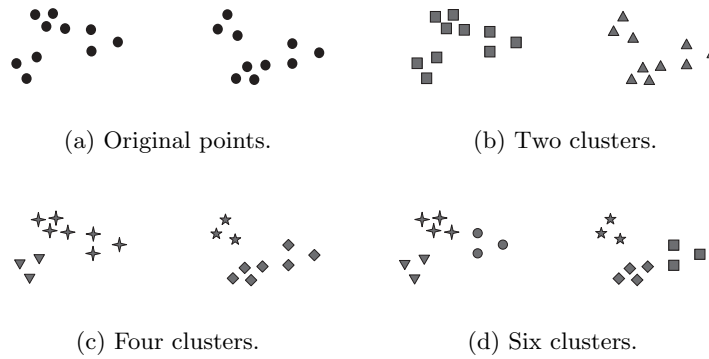 (a) Original points.
(b) Two clusters.
(c) Four clusters.
(d) Six clusters.